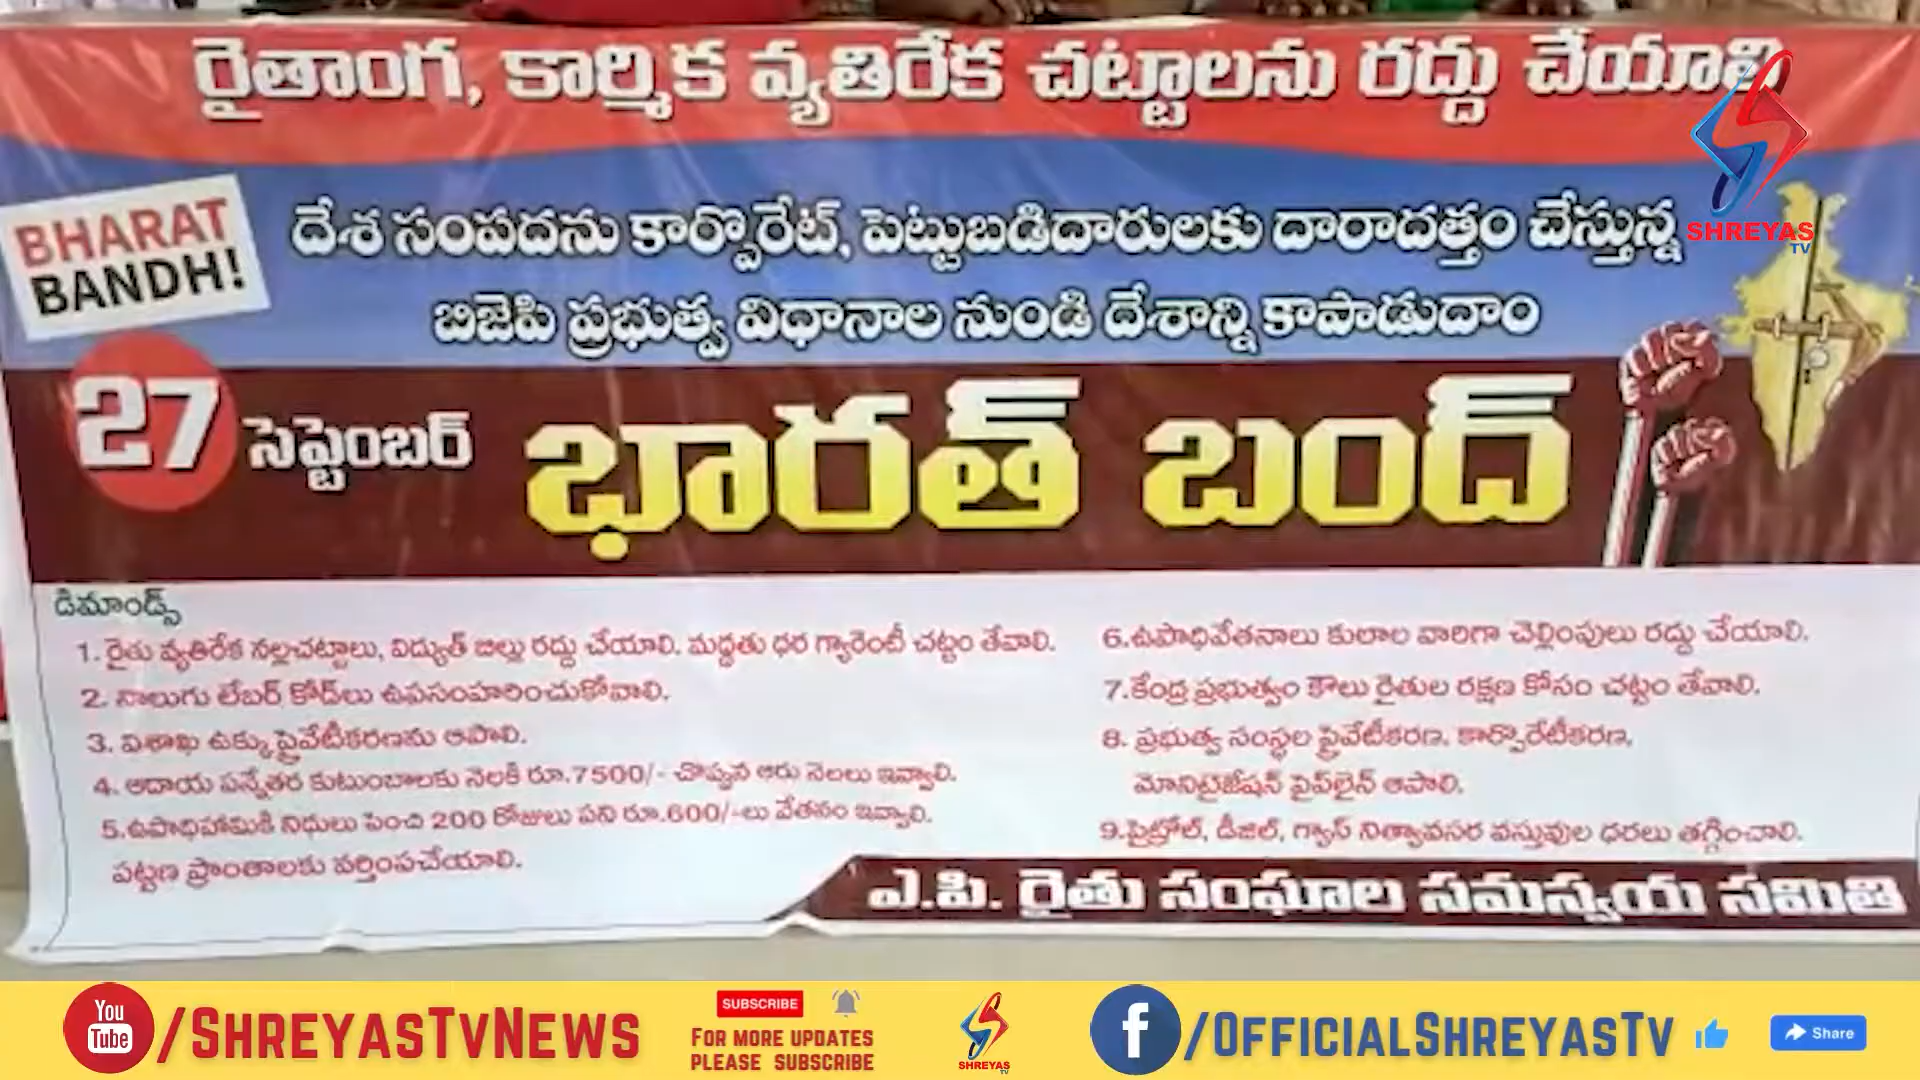 రైతాంగ, కార్మిక వ్యతిరేక చట్టాలను రద్దు చేయాలి
SHREYAS
TV
BHARAT
BANDH!
దేశ సంపదను కార్పొరేట్, పెట్టుబడిదారులకు దారాదత్తం చేస్తున్న
బిజెపి ప్రభుత్వ విధానాల నుండి దేశాన్ని కాపాడుదాం
27 సెప్టెంబర్ భారత్ బంద్
డిమాండ్స్
1. రైతు వ్యతిరేక నల్లచట్టాలు, విద్యుత్ బిల్లు రద్దు చేయాలి. మద్ధతు ధర గ్యారెంటీ చట్టం తేవాలి.
2. నాలుగు లేబర్ కోడ్‌లు ఉపసంహరించుకోవాలి.
3. విశాఖ ఉక్కు ప్రైవేటీకరణను ఆపాలి.
4. ఆదాయ పన్నేతర కుటుంబాలకు నెలకి రూ.7500/- చొప్పన ఆరు నెలలు ఇవ్వాలి.
5.ఉపాధిహామికి నిధులు పెంచి 200 రోజులు పని రూ.600/-లు వేతనం ఇవ్వాలి.
పట్టణ ప్రాంతాలకు వర్తింపచేయాలి.
6.ఉపాధివేతనాలు కులాల వారిగా చెల్లింపులు రద్దు చేయాలి.
7.కేంద్ర ప్రభుత్వం కౌలు రైతుల రక్షణ కోసం చట్టం తేవాలి.
8. ప్రభుత్వ సంస్థల ప్రైవేటీకరణ, కార్పొరేటీకరణ,
మోనిటైజేషన్ పైప్‌లైన్ ఆపాలి.
9.పెట్రోల్, డీజిల్, గ్యాస్ నిత్యావసర వస్తువుల ధరలు తగ్గించాలి.
ఎ.పి. రైతు సంఘాల సమన్వయ సమితి
You Tube /SHREYASTVNEWS
SUBSCRIBE
FOR MORE UPDATES
PLEASE SUBSCRIBE
SHREYAS
TV
f /OFFICIALSHREYASTV
Share